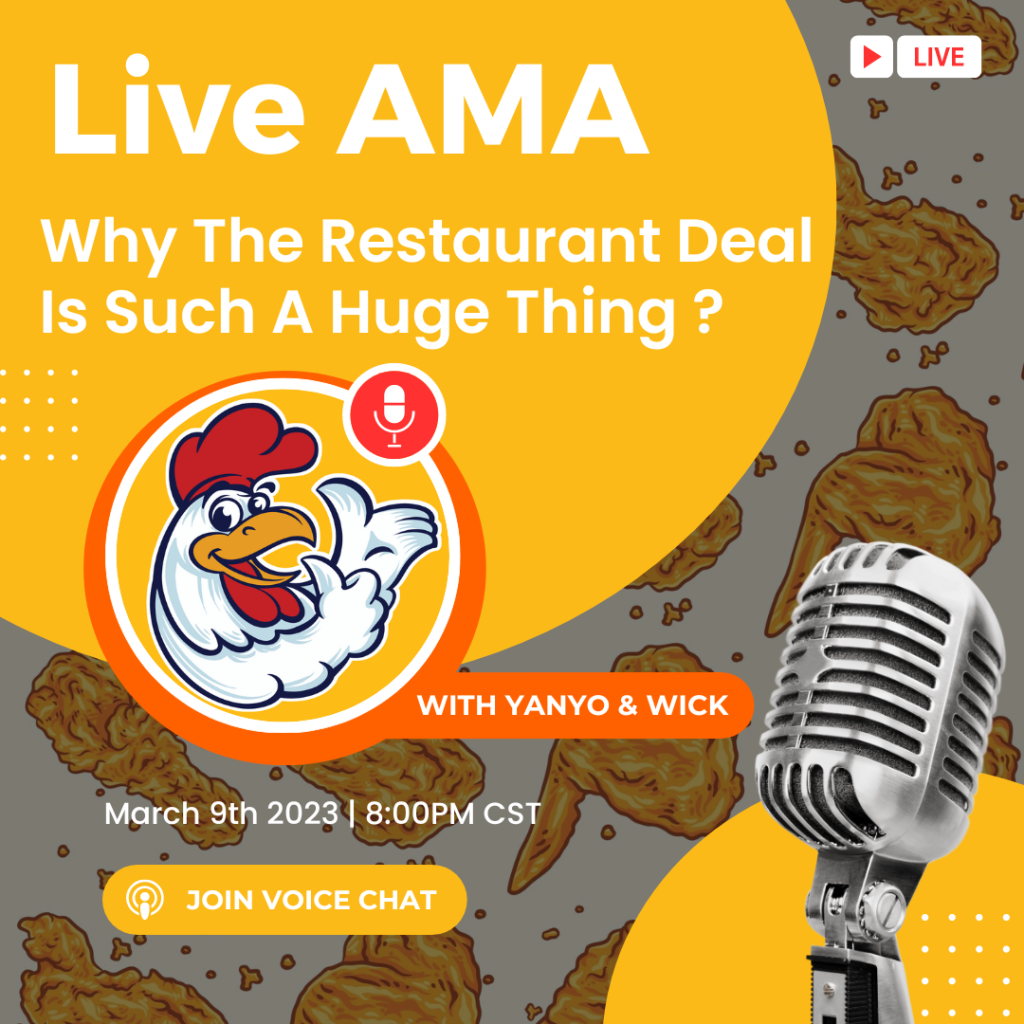 LIVE
Live AMA
Why The Restaurant Deal
Is Such A Huge Thing ?
WITH YANYO & WICK
March 9th 2023 | 8:00PM CST
JOIN VOICE CHAT